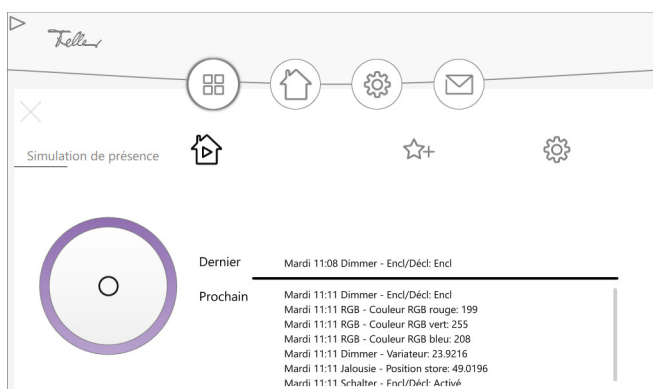 Feller
Simulation de présence
Dernier
Mardi 11:08 Dimmer - Encl/Décl: Encl
Prochain
Mardi 11:11 Dimmer - Encl/Décl: Encl
Mardi 11:11 RGB - Couleur RGB rouge: 199
Mardi 11:11 RGB - Couleur RGB vert: 255
Mardi 11:11 RGB - Couleur RGB bleu: 208
Mardi 11:11 Dimmer - Variateur: 23.9216
Mardi 11:11 Jalousie - Position store: 49.0196
Mardi 11:11 Schalter - Encl/Décl: Activé